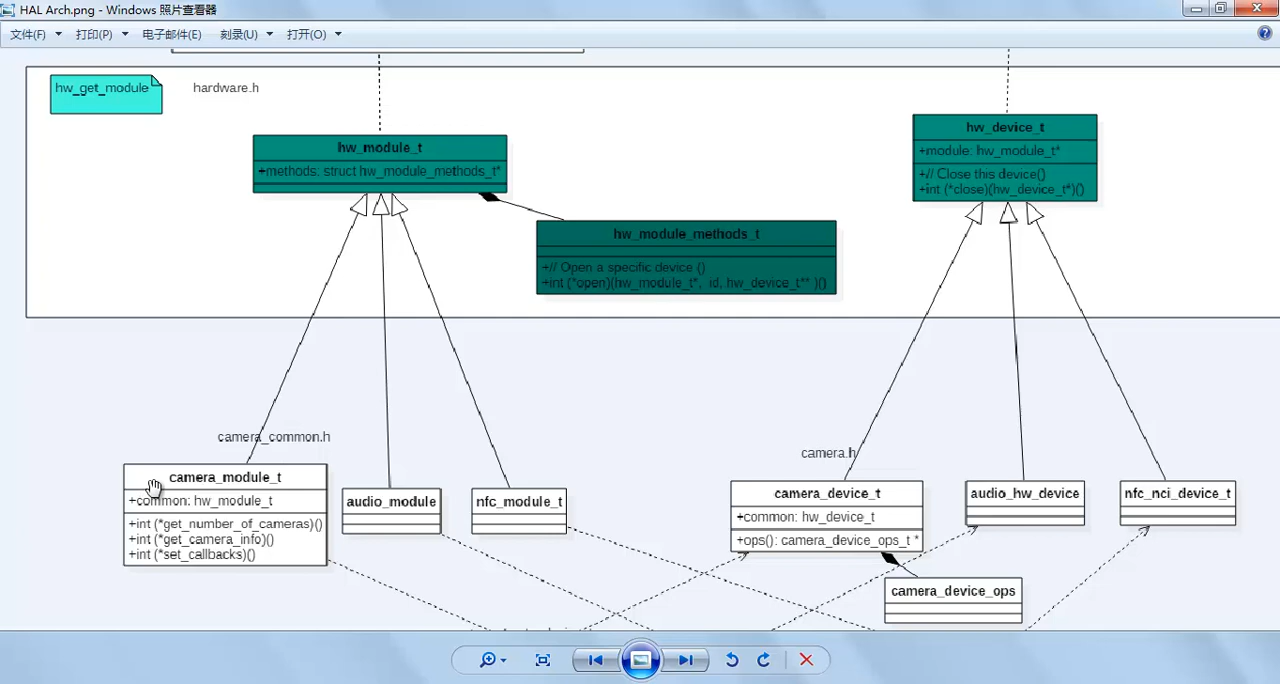 HAL Arch.png - Windows 照片查看器
文件(F) 打印(P) 电子邮件(E) 刻录(U) 打开(O)
hw_get_module
hardware.h
hw_module_t
+methods: struct hw_module_methods_t*
hw_device_t
+module: hw_module_t*
+// Close this device()
+int (*close)(hw_device_t*)()
hw_module_methods_t
+// Open a specific device ()
+int (*open)(hw_module_t*, id, hw_device_t** )()
camera_common.h
camera_module_t
+common: hw_module_t
+int (*get_number_of_cameras)()
+int (*get_camera_info)()
+int (*set_callbacks)()
audio_module
nfc_module_t
camera.h
camera_device_t
+common: hw_device_t
+ops(): camera_device_ops_t *
audio_hw_device
nfc_nci_device_t
camera_device_ops